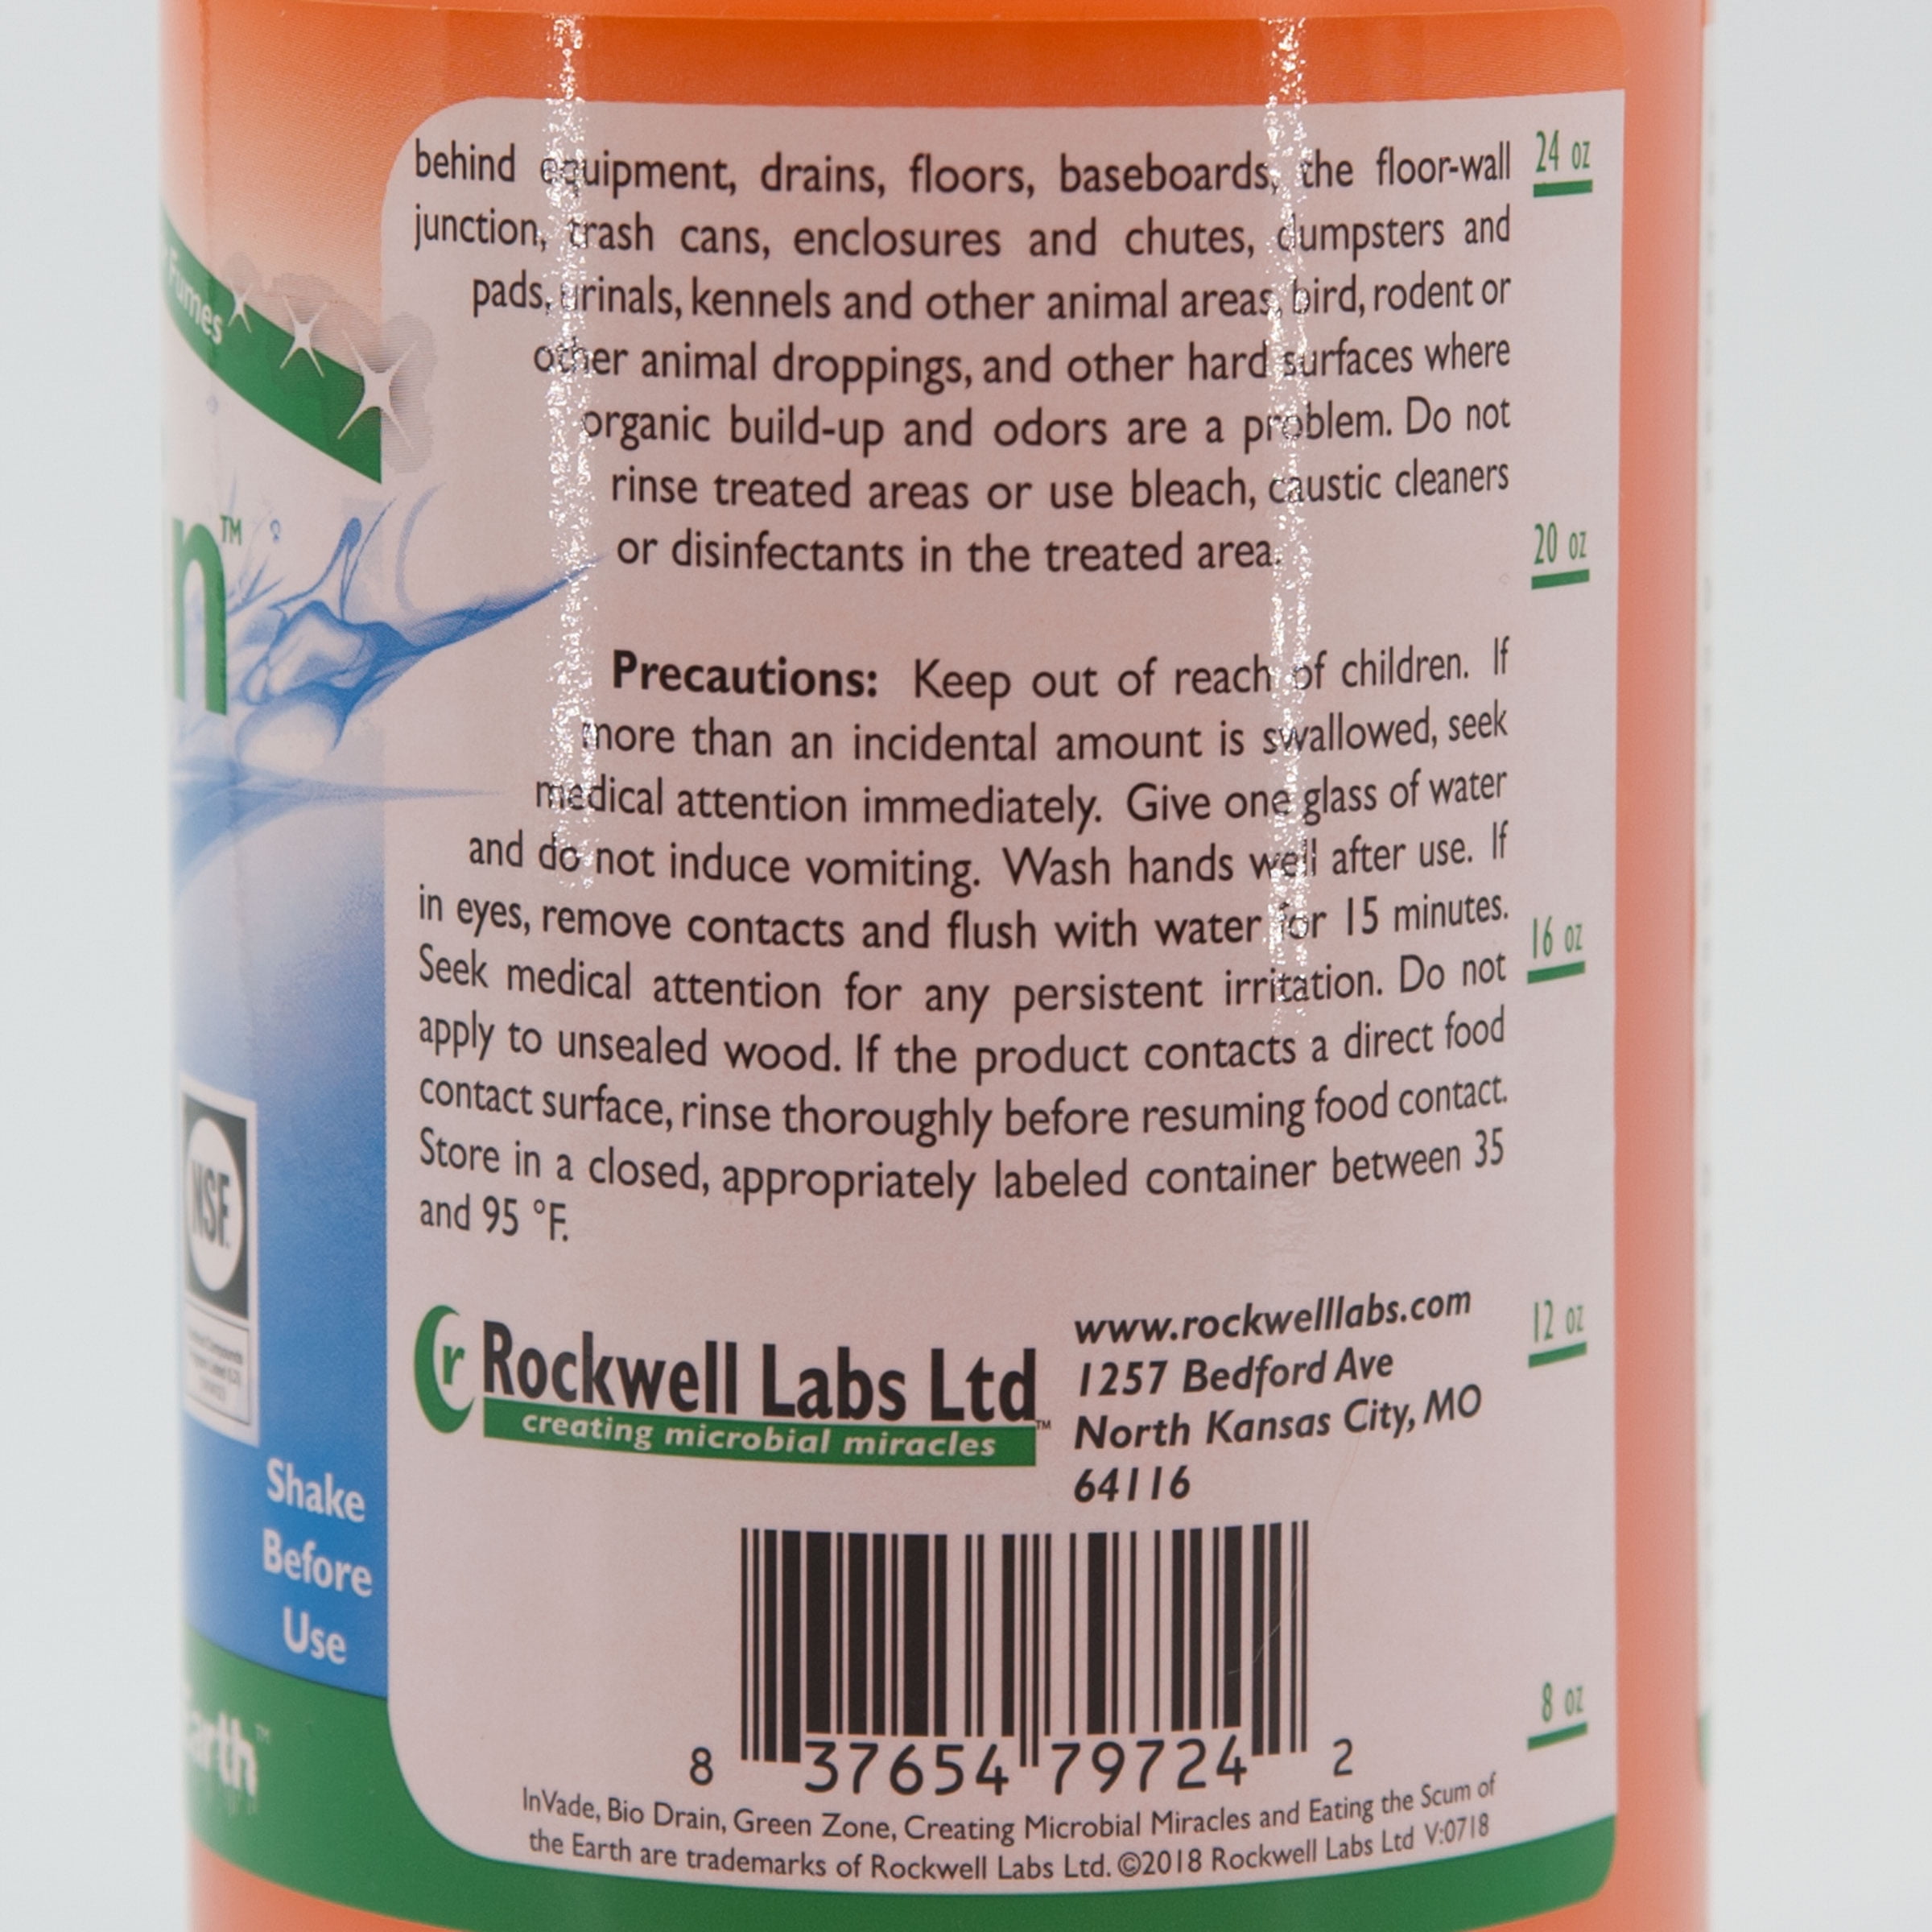 behind equipment, drains, floors, baseboards, the floor-wall
junction, trash cans, enclosures and chutes, dumpsters and
pads, urinals, kennels and other animal areas, bird, rodent or
other animal droppings, and other hard surfaces where
organic build-up and odors are a problem. Do not
rinse treated areas or use bleach, caustic cleaners
or disinfectants in the treated area.
Precautions: Keep out of reach of children. If
more than an incidental amount is swallowed, seek
medical attention immediately. Give one glass of water
and do not induce vomiting. Wash hands well after use. If
in eyes, remove contacts and flush with water for 15 minutes.
Seek medical attention for any persistent irritation. Do not
apply to unsealed wood. If the product contacts a direct food
contact surface, rinse thoroughly before resuming food contact.
Store in a closed, appropriately labeled container between 35
and 95 °F.
r Rockwell Labs Ltd
creating microbial miracles™
www.rockwelllabs.com
1257 Bedford Ave
North Kansas City, MO
64116
8 37654 79724 2
InVade, Bio Drain, Green Zone, Creating Microbial Miracles and Eating the Scum of
the Earth are trademarks of Rockwell Labs Ltd. ©2018 Rockwell Labs Ltd V:0718
24 oz
20 oz
16 oz
12 oz
8 oz
Fumes
n™
NSF.
Shake
Before
Use
arth™